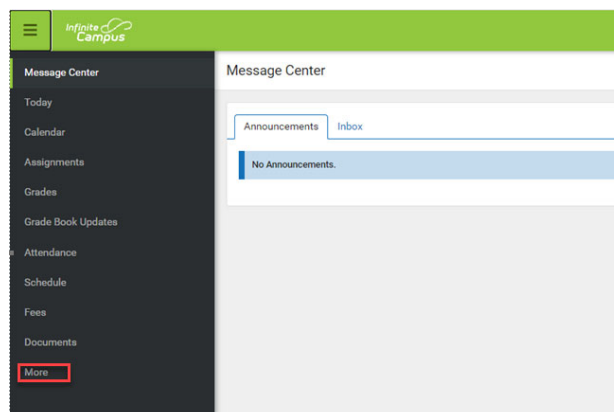 Infinite
Campus
Message Center
Today
Calendar
Assignments
Grades
Grade Book Updates
Attendance
Schedule
Fees
Documents
More
Message Center
Announcements
Inbox
No Announcements.